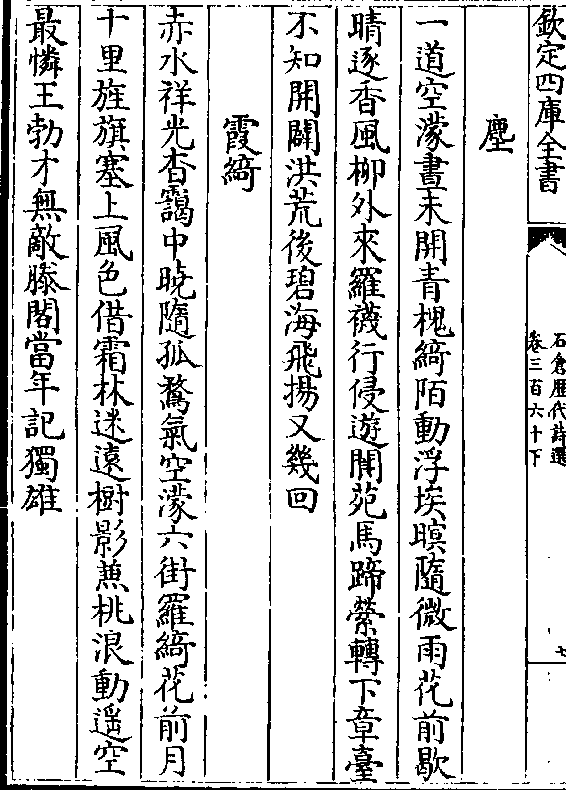 欽定四庫全書
石倉歷代詩選
卷三百六十下
七
塵
一道空濛晝未開青槐綺陌動浮埃暝隨微雨花前歇
晴逐香風栁外來羅襪行侵遊閬苑馬蹄縈轉下章臺
不知開闢洪荒後碧海飛揚又幾回
霞綺
赤水祥光杳靄中曉隨孤鶩氣空濛六街羅綺花前月
十里旌旗塞上風色借霜林迷遠樹影蕉桃浪動遥空
最憐王勃才無敵滕閣當年記獨雄